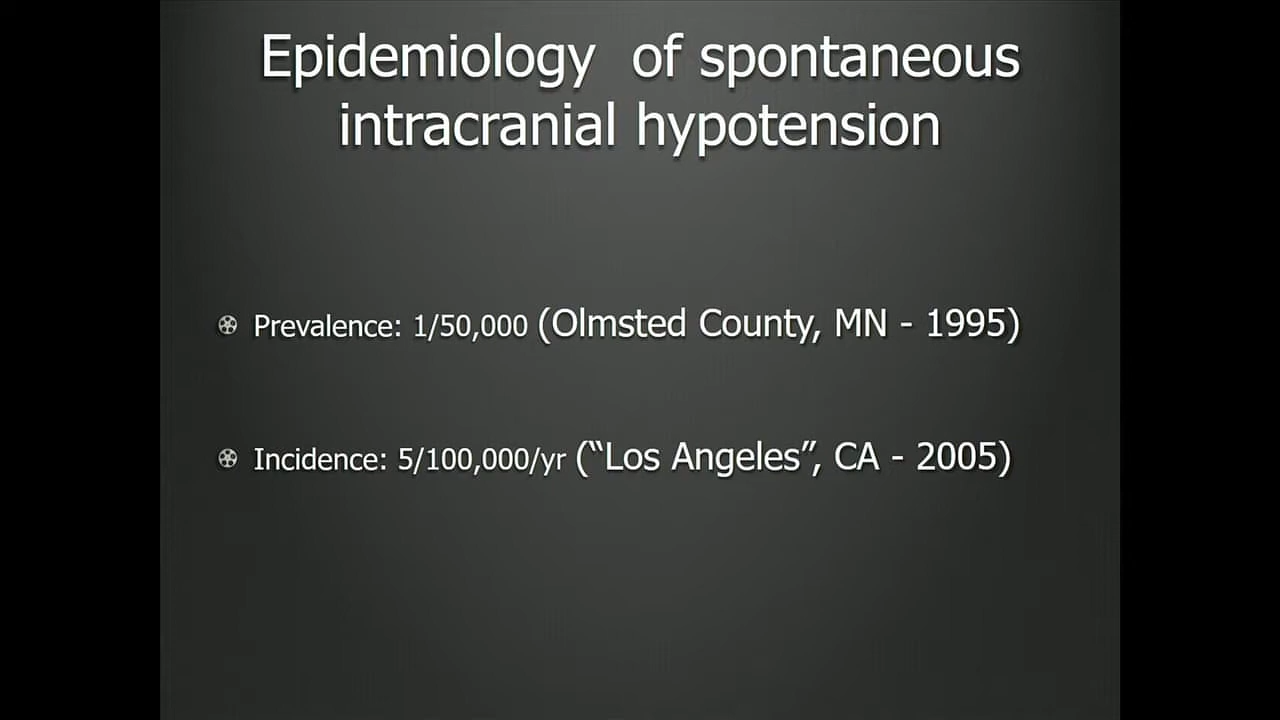 Epidemiology of spontaneous
intracranial hypotension
Prevalence: 1/50,000 (Olmsted County, MN - 1995)
Incidence: 5/100,000/yr (“Los Angeles”, CA - 2005)